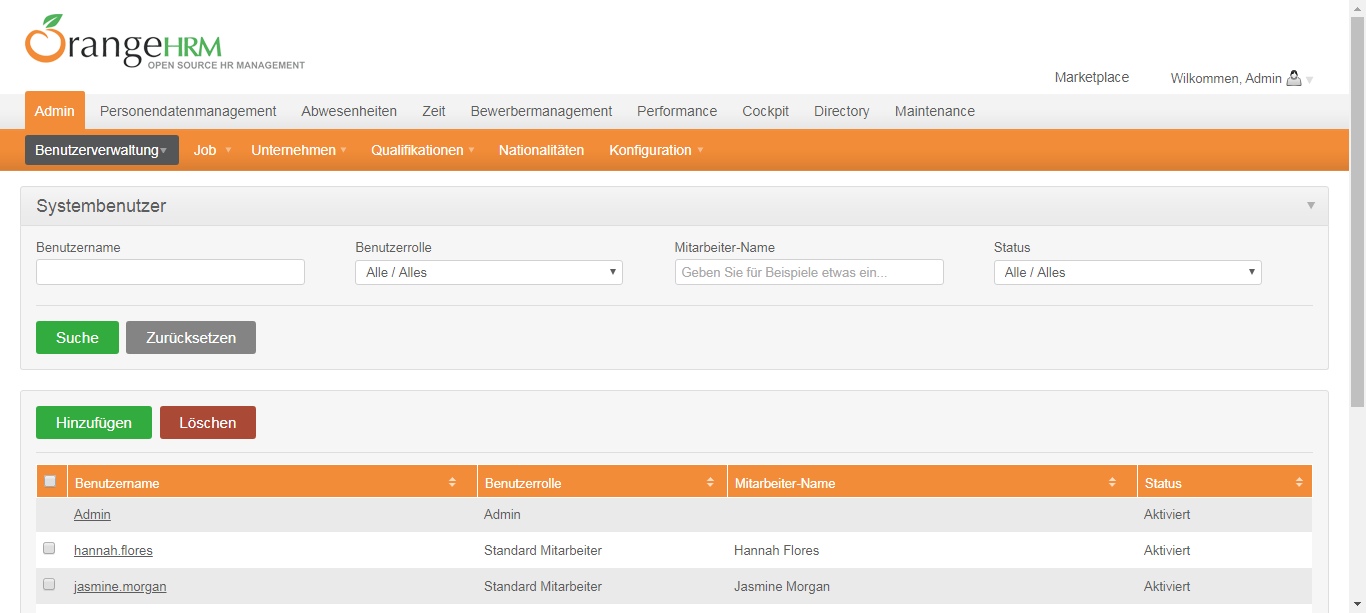 OrangeHRM
OPEN SOURCE HR MANAGEMENT
Marketplace Wilkommen, Admin
Admin Personendatenmanagement Abwesenheiten Zeit Bewerbermanagement Performance Cockpit Directory Maintenance
Benutzerverwaltung Job Unternehmen Qualifikationen Nationalitäten Konfiguration
Systembenutzer
Benutzername Benutzerrolle Mitarbeiter-Name Status
Alle / Alles Geben Sie für Beispiele etwas ein... Alle / Alles
Suche Zurücksetzen
Hinzufügen Löschen
Benutzername Benutzerrolle Mitarbeiter-Name Status
Admin Admin Aktiviert
hannah.flores Standard Mitarbeiter Hannah Flores Aktiviert
jasmine.morgan Standard Mitarbeiter Jasmine Morgan Aktiviert